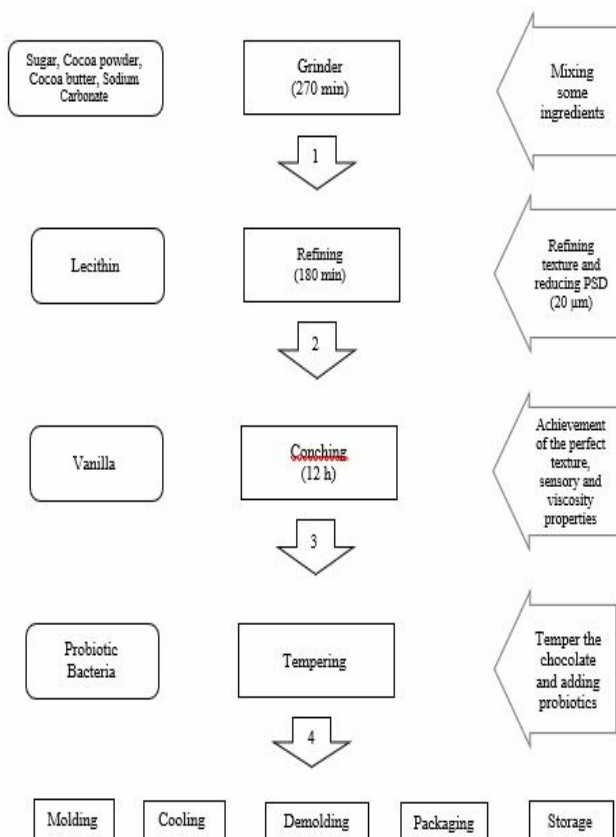 Sugar, Cocoa powder,
Cocoa butter, Sodium
Carbonate
Grinder
(270 min)
Mixing
some
ingredients
1
Lecithin
Refining
(180 min)
Refining
texture and
reducing PSD
(20 μm)
2
Vanilla
Conching
(12 h)
Achievement
of the perfect
texture,
sensory and
viscosity
properties
3
Probiotic
Bacteria
Tempering
Temper the
chocolate
and adding
probiotics
4
Molding
Cooling
Demolding
Packaging
Storage